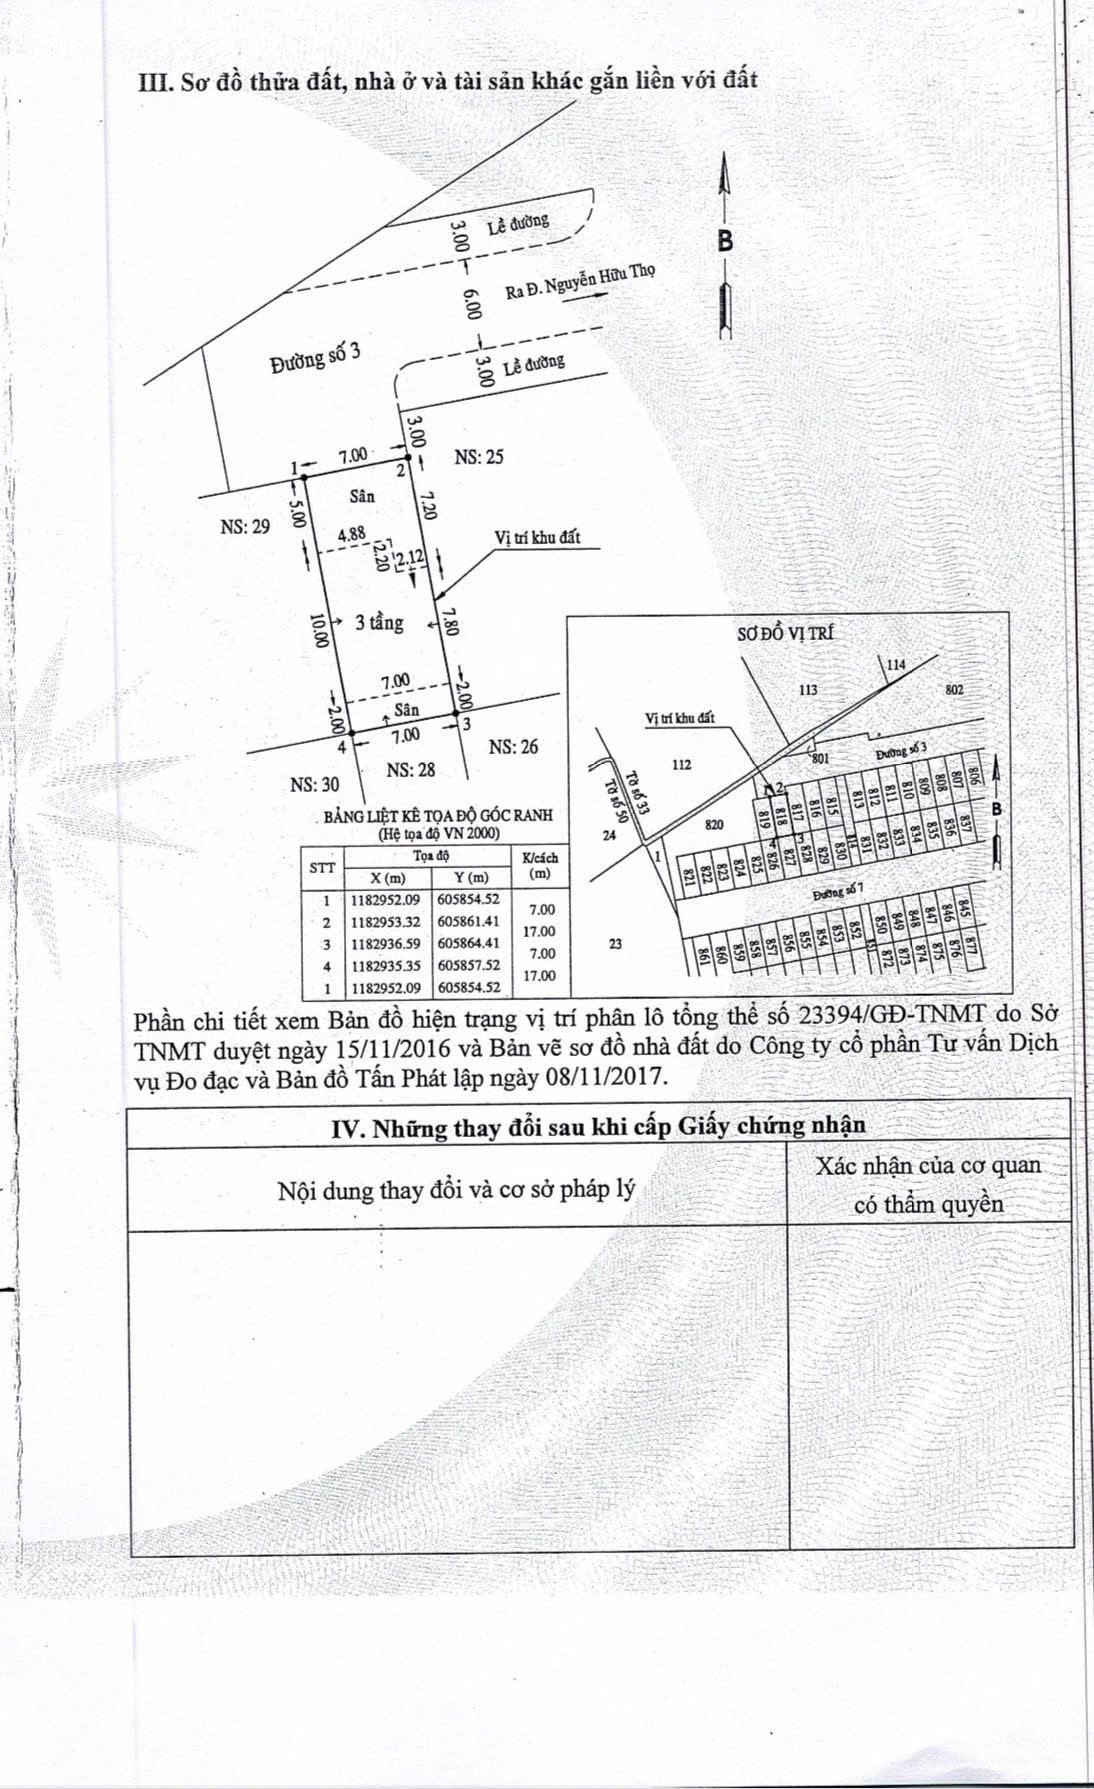 III. Sơ đồ thửa đất, nhà ở và tài sản khác gắn liền với đất
Lề đường
3.00
B
Ra Đ. Nguyễn Hữu Thọ
6.00
Đường số 3
3.00
Lề đường
3.00
7.00
1
2
NS: 25
Sân
5.00
7.20
NS: 29
4.88
2.20
2.12
Vị trí khu đất
10.00
3 tầng
7.80
7.00
2.00
Sân
2.00
3
4
7.00
NS: 26
NS: 28
NS: 30
SƠ ĐỒ VỊ TRÍ
114
113
802
Vị trí khu đất
Đường số 3
801
112
Tờ số 33
Tờ số 50
2
806
807
808
809
810
811
812
813
815
816
817
818
819
B
820
24
1
3
4
837
836
835
834
833
832
831
814
830
829
828
827
826
825
824
823
822
821
Đường số 7
23
845
846
847
848
849
850
852
853
854
855
856
857
858
859
860
861
851
872
873
874
875
876
877
BẢNG LIỆT KÊ TỌA ĐỘ GÓC RANH
(Hệ tọa độ VN 2000)
STT Tọa độ K/cách
X (m) Y (m) (m)
1 1182952.09 605854.52
7.00
2 1182953.32 605861.41
17.00
3 1182936.59 605864.41
7.00
4 1182935.35 605857.52
17.00
1 1182952.09 605854.52
Phần chi tiết xem Bản đồ hiện trạng vị trí phân lô tổng thể số 23394/GĐ-TNMT do Sở
TNMT duyệt ngày 15/11/2016 và Bản vẽ sơ đồ nhà đất do Công ty cổ phần Tư vấn Dịch
vụ Đo đạc và Bản đồ Tấn Phát lập ngày 08/11/2017.
IV. Những thay đổi sau khi cấp Giấy chứng nhận
Nội dung thay đổi và cơ sở pháp lý
Xác nhận của cơ quan
có thẩm quyền